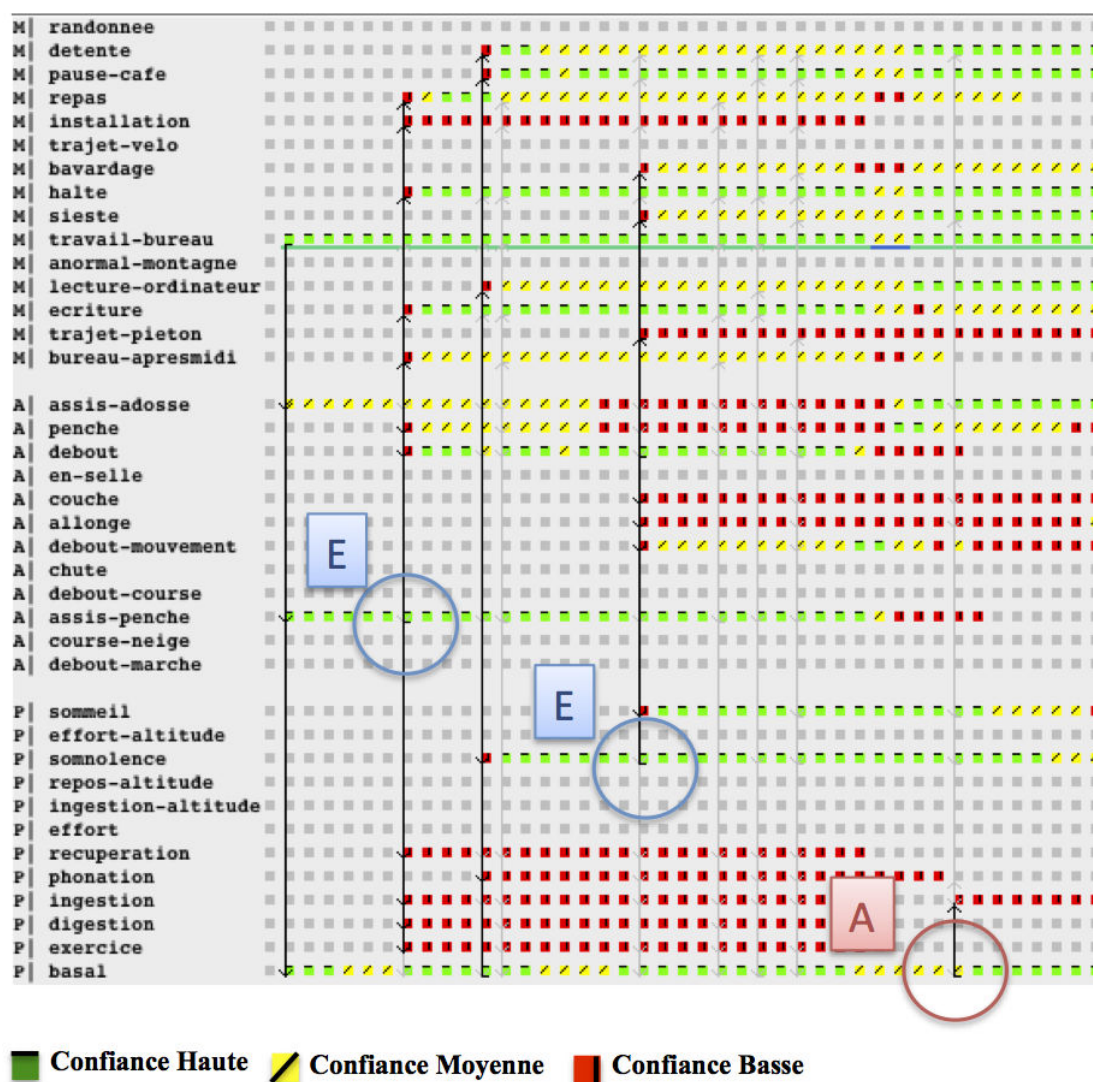 M| randonnee
M| detente
M| pause-cafe
M| repas
M| installation
M| trajet-velo
M| bavardage
M| halte
M| sieste
M| travail-bureau
M| anormal-montagne
M| lecture-ordinateur
M| ecriture
M| trajet-pieton
M| bureau-apresmidi
A| assis-adosse
A| penche
A| debout
A| en-selle
A| couche
A| allonge
A| debout-mouvement
E
A| chute
A| debout-course
A| assis-penche
A| course-neige
A| debout-marche
P| sommeil
E
P| effort-altitude
P| somnolence
P| repos-altitude
P| ingestion-altitude
P| effort
P| recuperation
P| phonation
P| ingestion
A
P| digestion
P| exercice
P| basal
Confiance Haute Confiance Moyenne Confiance Basse